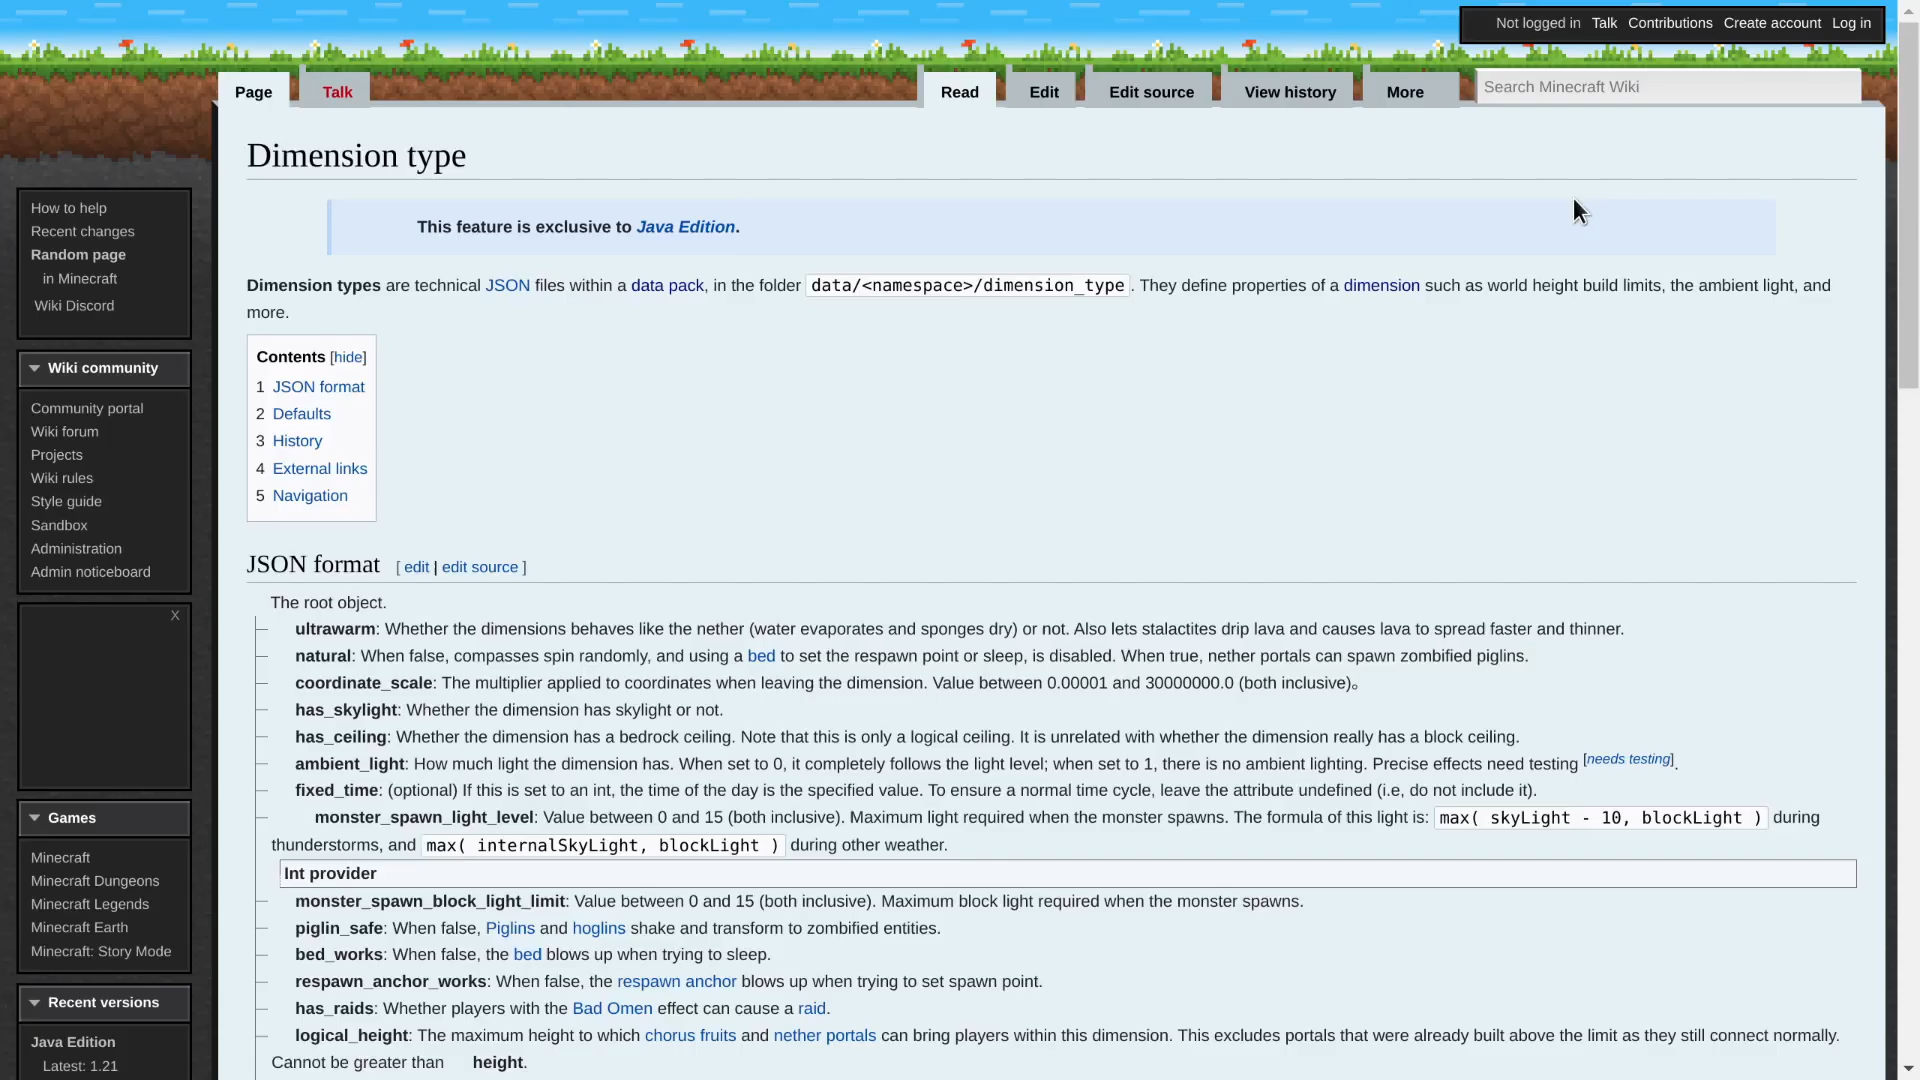 Not logged in Talk Contributions Create account Log in
Page Talk Read Edit Edit source View history More Search Minecraft Wiki
Dimension type
This feature is exclusive to Java Edition.
Dimension types are technical JSON files within a data pack, in the folder data/<namespace>/dimension_type. They define properties of a dimension such as world height build limits, the ambient light, and
more.
Contents [hide]
1 JSON format
2 Defaults
3 History
4 External links
5 Navigation
JSON format [ edit | edit source ]
The root object.
ultrawarm: Whether the dimensions behaves like the nether (water evaporates and sponges dry) or not. Also lets stalactites drip lava and causes lava to spread faster and thinner.
natural: When false, compasses spin randomly, and using a bed to set the respawn point or sleep, is disabled. When true, nether portals can spawn zombified piglins.
coordinate_scale: The multiplier applied to coordinates when leaving the dimension. Value between 0.00001 and 30000000.0 (both inclusive)。
has_skylight: Whether the dimension has skylight or not.
has_ceiling: Whether the dimension has a bedrock ceiling. Note that this is only a logical ceiling. It is unrelated with whether the dimension really has a block ceiling.
ambient_light: How much light the dimension has. When set to 0, it completely follows the light level; when set to 1, there is no ambient lighting. Precise effects need testing [needs testing].
fixed_time: (optional) If this is set to an int, the time of the day is the specified value. To ensure a normal time cycle, leave the attribute undefined (i.e, do not include it).
monster_spawn_light_level: Value between 0 and 15 (both inclusive). Maximum light required when the monster spawns. The formula of this light is: max( skyLight - 10, blockLight ) during
thunderstorms, and max( internalSkyLight, blockLight ) during other weather.
Int provider
monster_spawn_block_light_limit: Value between 0 and 15 (both inclusive). Maximum block light required when the monster spawns.
piglin_safe: When false, Piglins and hoglins shake and transform to zombified entities.
bed_works: When false, the bed blows up when trying to sleep.
respawn_anchor_works: When false, the respawn anchor blows up when trying to set spawn point.
has_raids: Whether players with the Bad Omen effect can cause a raid.
logical_height: The maximum height to which chorus fruits and nether portals can bring players within this dimension. This excludes portals that were already built above the limit as they still connect normally.
Cannot be greater than height.
How to help
Recent changes
Random page
in Minecraft
Wiki Discord
Wiki community
Community portal
Wiki forum
Projects
Wiki rules
Style guide
Sandbox
Administration
Admin noticeboard
X
Games
Minecraft
Minecraft Dungeons
Minecraft Legends
Minecraft Earth
Minecraft: Story Mode
Recent versions
Java Edition
Latest: 1.21